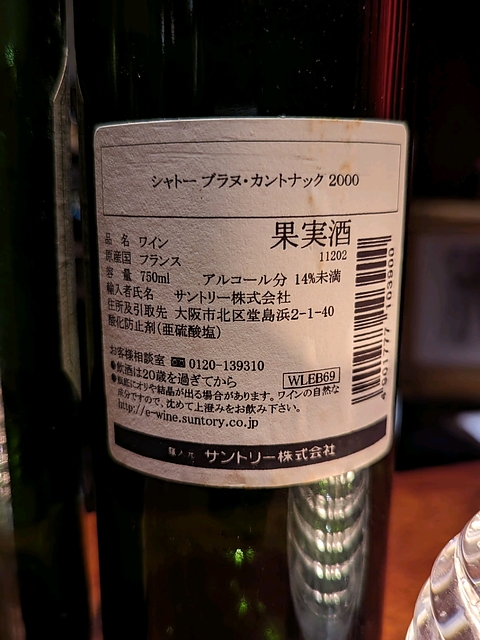 シャトー ブラヌ・カントナック 2000
果実酒
11202
品 名 ワイン
原産国 フランス
容 量 750ml アルコール分 14%未満
輸入者氏名 サントリー株式会社
住所及引取先 大阪市北区堂島浜2-1-40
酸化防止剤(亜硫酸塩)
お客様相談室 0120-139310
●飲酒は20歳を過ぎてから WLEB69
●瓶底にオリや結晶が出る場合があります。ワインの自然な
成分ですので、沈めて上澄みをお飲み下さい。
http://e-wine.suntory.co.jp
輸入元 サントリー株式会社
4 901777 103900